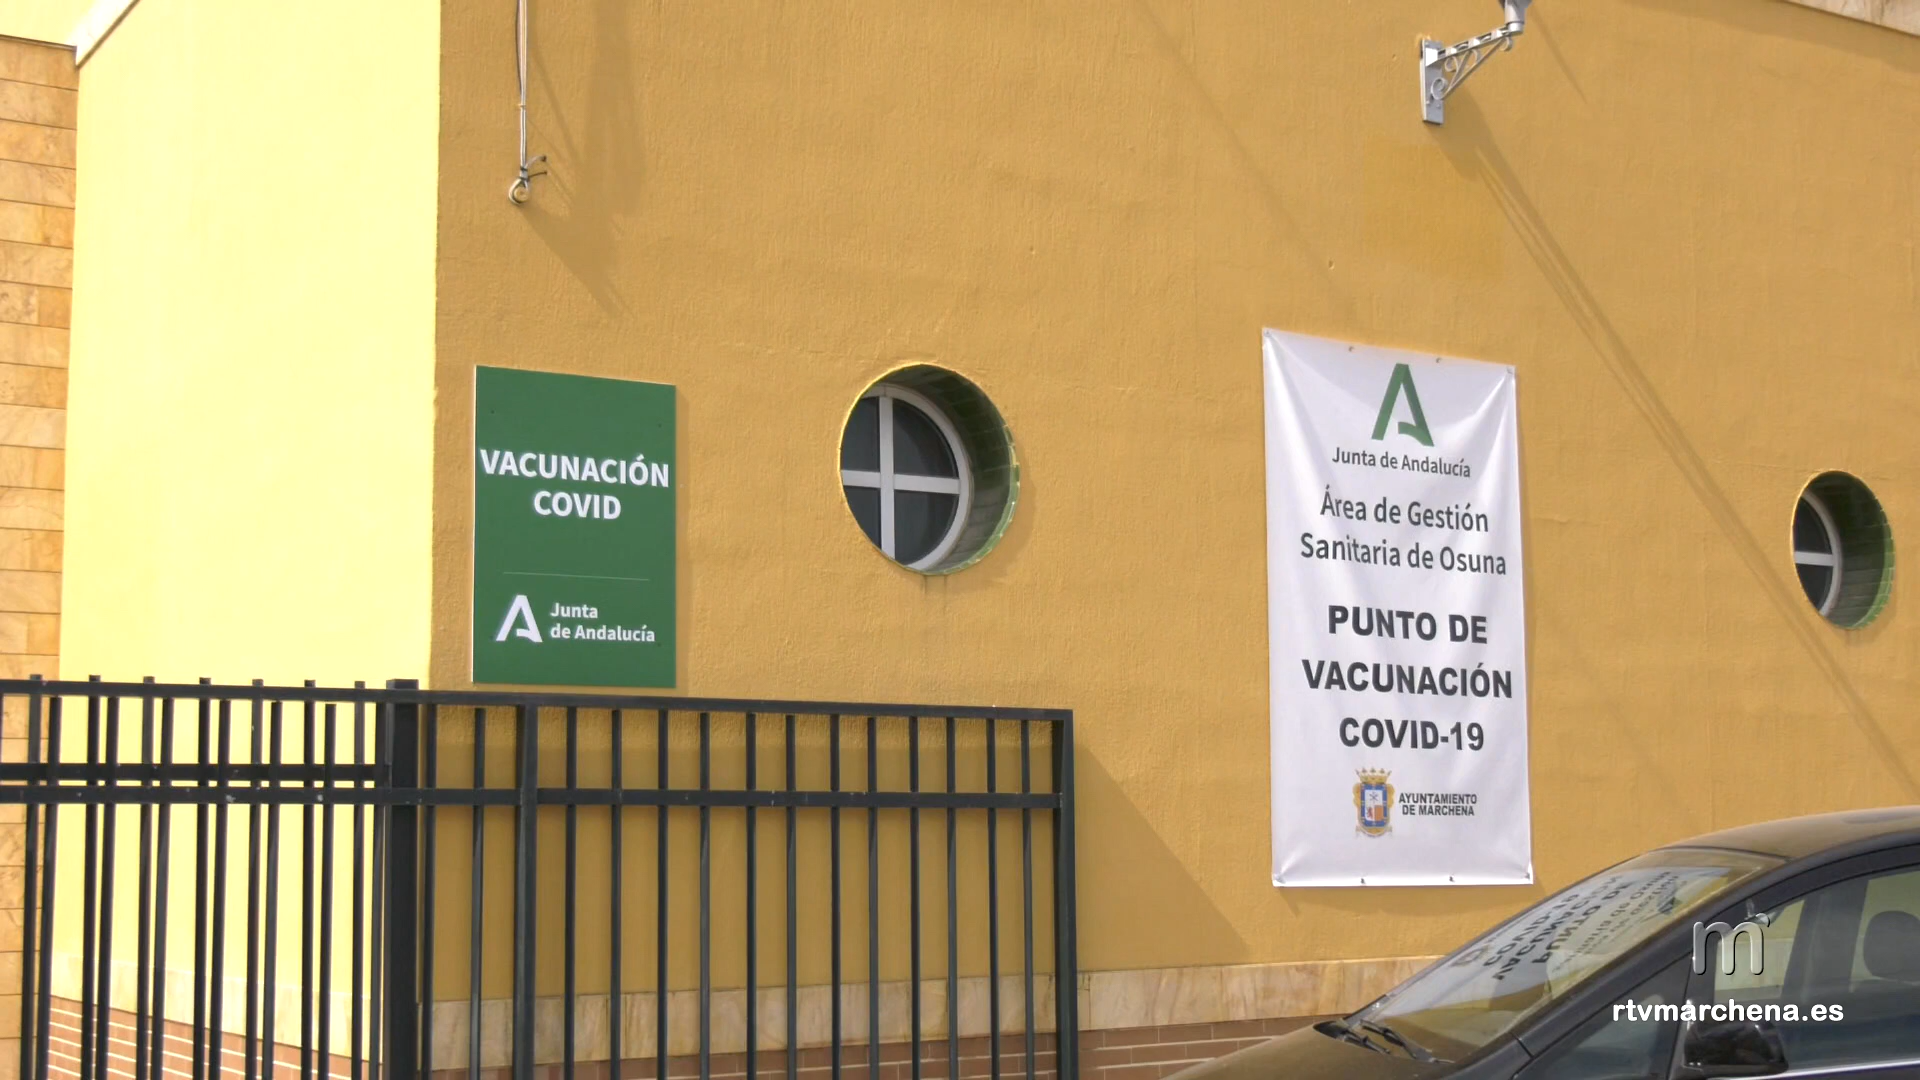 VACUNACIÓN
COVID
Junta
de Andalucía
Junta de Andalucía
Área de Gestión
Sanitaria de Osuna
PUNTO DE
VACUNACIÓN
COVID-19
AYUNTAMIENTO
DE MARCHENA
m
rtvmarchena.es